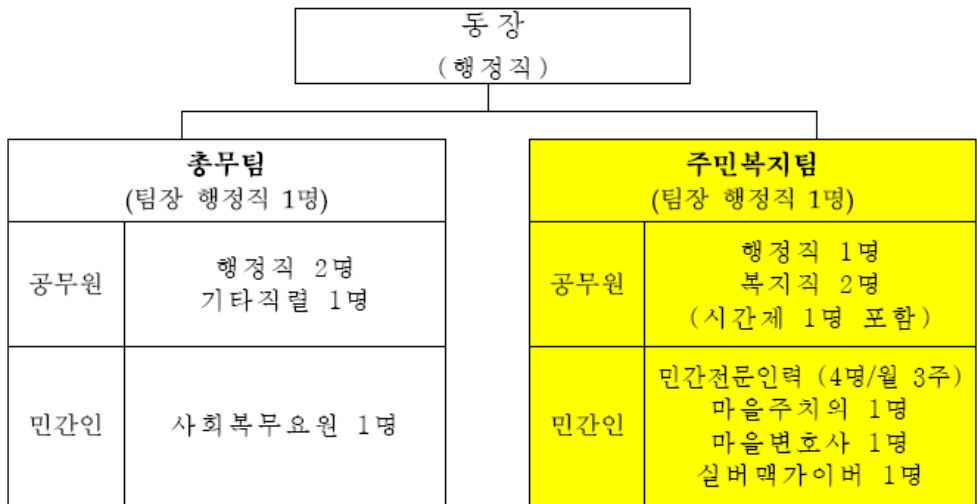 동 장
(행정직)
총무팀
(팀장 행정직 1명)
공무원
행정직 2명
기타직렬 1명
민간인
사회복무요원 1명
주민복지팀
(팀장 행정직 1명)
공무원
행정직 1명
복지직 2명
(시간제 1명 포함)
민간인
민간전문인력 (4명/월 3주)
마을주치의 1명
마을변호사 1명
실버맥가이버 1명